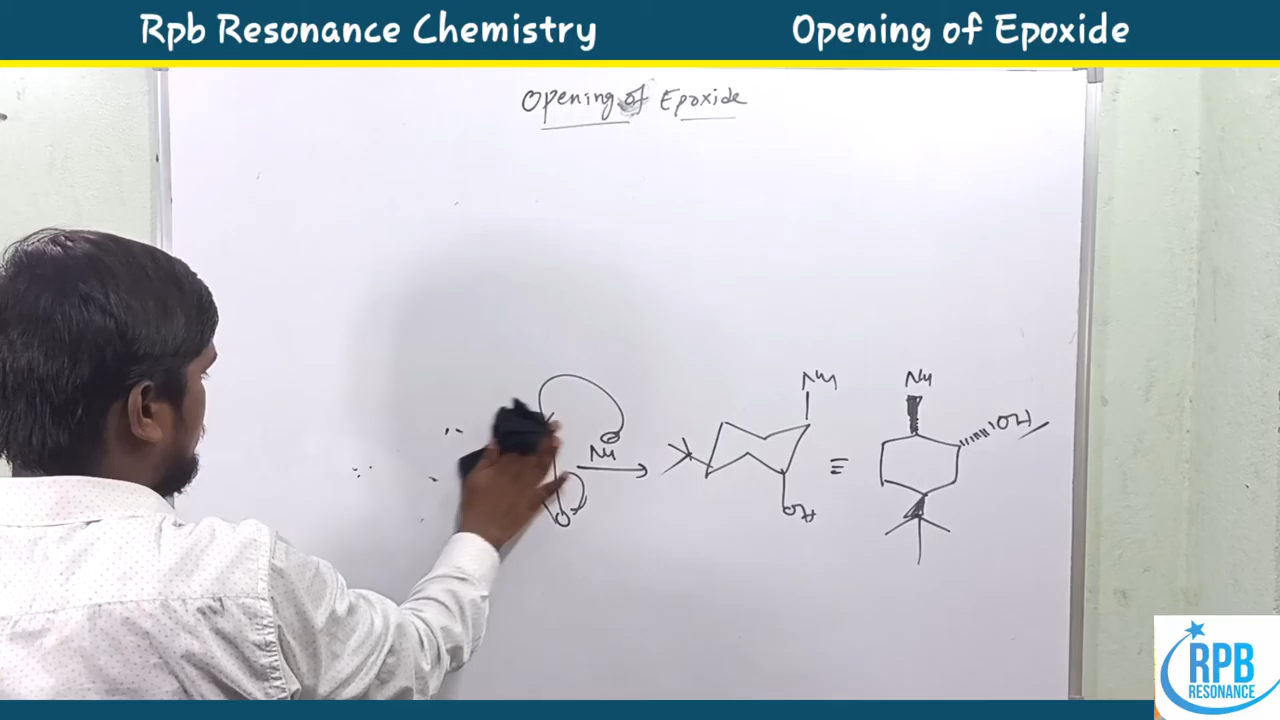 Rpb Resonance Chemistry
Opening of Epoxide
Opening of Epoxide
Nu
Nu
OH
≡
Nu
OH
O
RPB
RESONANCE